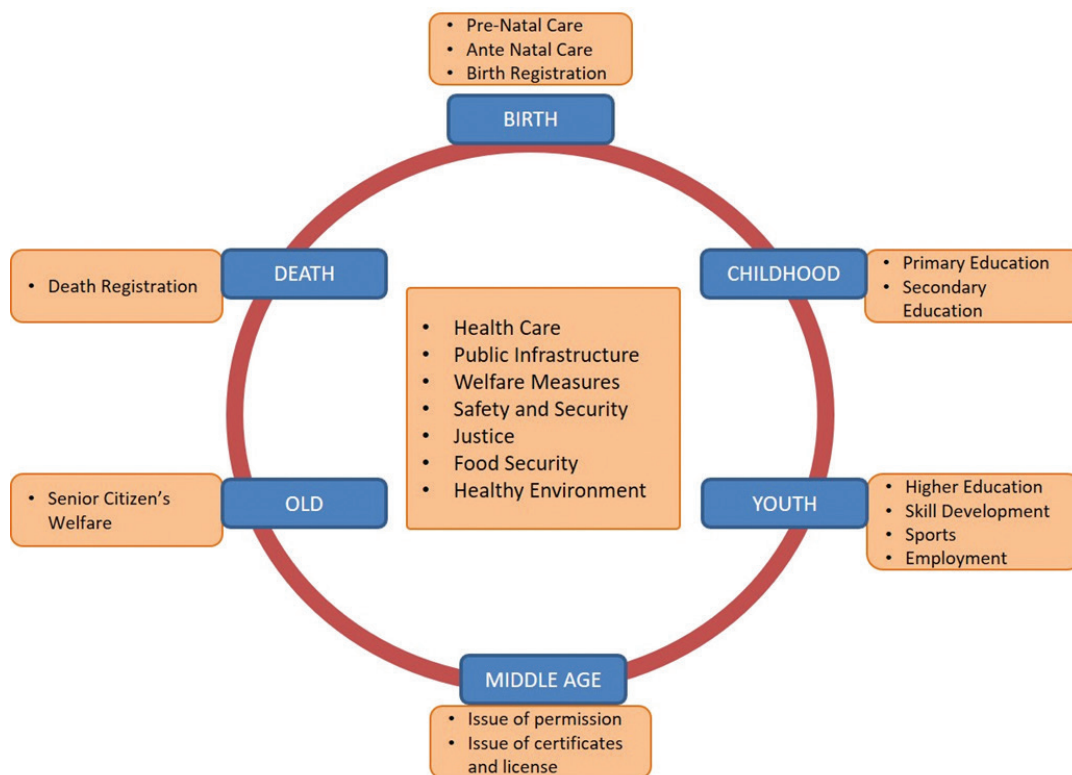 • Pre-Natal Care
• Ante Natal Care
• Birth Registration
BIRTH
• Death Registration
DEATH
CHILDHOOD
• Primary Education
• Secondary
Education
• Health Care
• Public Infrastructure
• Welfare Measures
• Safety and Security
• Justice
• Food Security
• Healthy Environment
• Senior Citizen's
Welfare
OLD
YOUTH
• Higher Education
• Skill Development
• Sports
• Employment
MIDDLE AGE
• Issue of permission
• Issue of certificates
and license